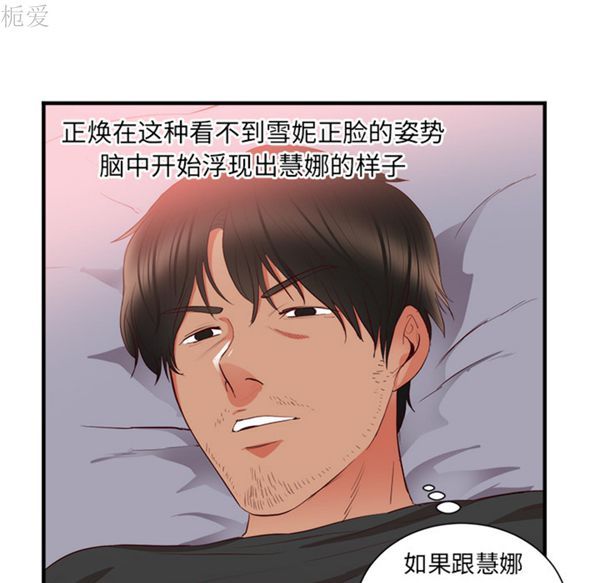 栀爱
正焕在这种看不到雪妮正脸的姿势
脑中开始浮现出慧娜的样子
如果跟慧娜